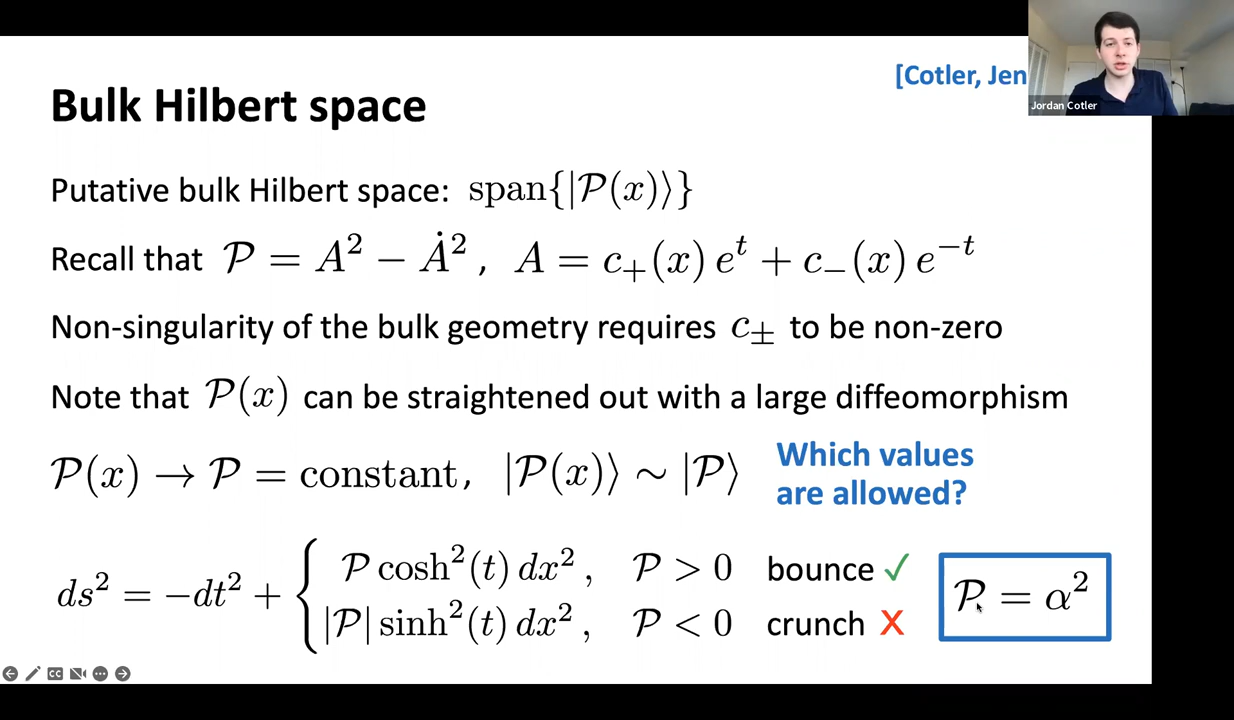 [Cotler, Jen
Jordan Cotler
Bulk Hilbert space
Putative bulk Hilbert space: span{|𝒫(x)⟩}
Recall that 𝒫 = A² − Ȧ² , A = c₊(x) eᵗ + c₋(x) e⁻ᵗ
Non-singularity of the bulk geometry requires c± to be non-zero
Note that 𝒫(x) can be straightened out with a large diffeomorphism
𝒫(x) → 𝒫 = constant, |𝒫(x)⟩ ∼ |𝒫⟩
Which values
are allowed?
ds² = −dt² + {
𝒫 cosh²(t) dx² , 𝒫 > 0 bounce ✓
|𝒫| sinh²(t) dx² , 𝒫 < 0 crunch X
𝒫 = α²